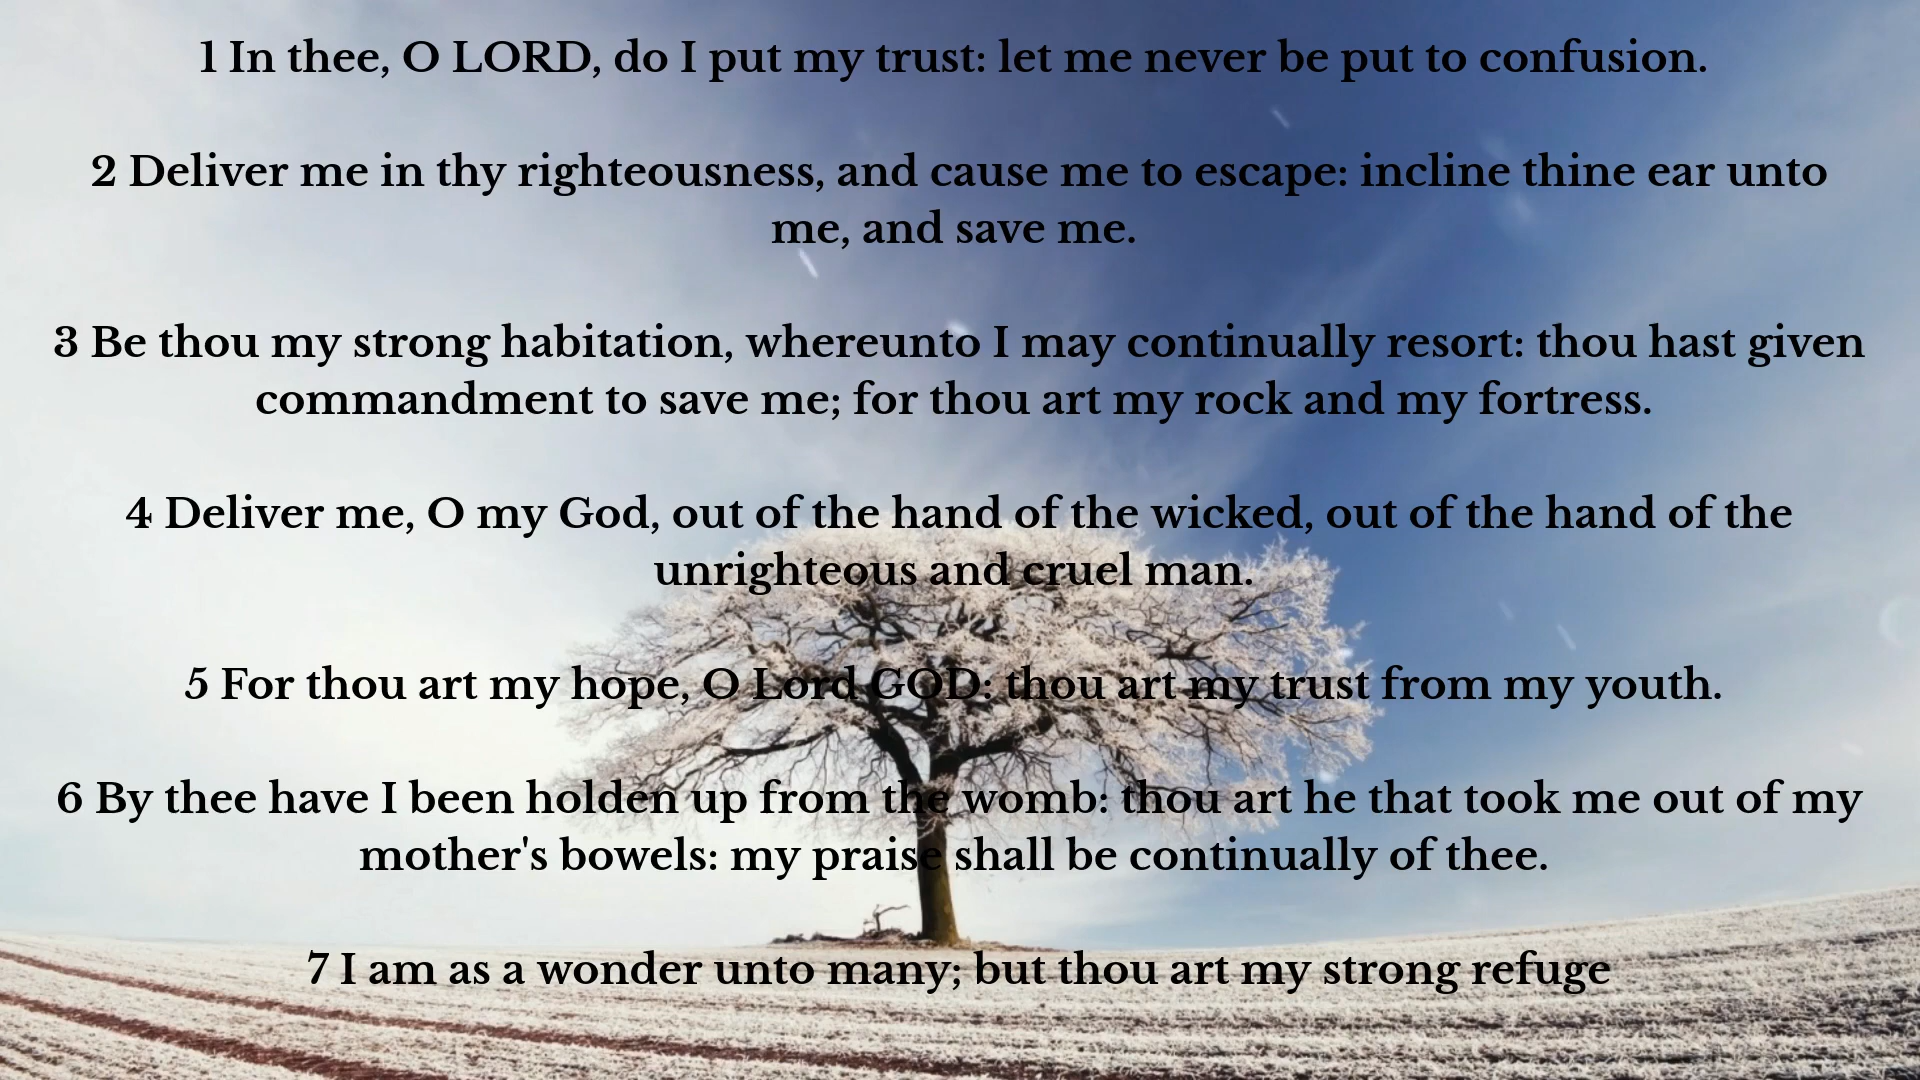 1 In thee, O LORD, do I put my trust: let me never be put to confusion.
2 Deliver me in thy righteousness, and cause me to escape: incline thine ear unto
me, and save me.
3 Be thou my strong habitation, whereunto I may continually resort: thou hast given
commandment to save me; for thou art my rock and my fortress.
4 Deliver me, O my God, out of the hand of the wicked, out of the hand of the
unrighteous and cruel man.
5 For thou art my hope, O Lord GOD: thou art my trust from my youth.
6 By thee have I been holden up from the womb: thou art he that took me out of my
mother's bowels: my praise shall be continually of thee.
7 I am as a wonder unto many; but thou art my strong refuge